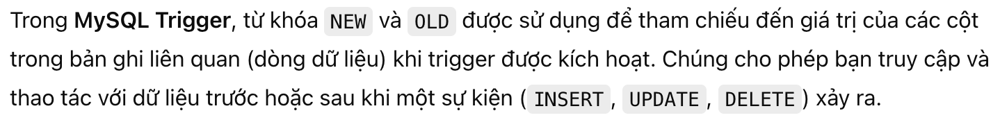 Trong MySQL Trigger, từ khóa NEW và OLD được sử dụng để tham chiếu đến giá trị của các cột
trong bản ghi liên quan (dòng dữ liệu) khi trigger được kích hoạt. Chúng cho phép bạn truy cập và
thao tác với dữ liệu trước hoặc sau khi một sự kiện (INSERT, UPDATE, DELETE) xảy ra.